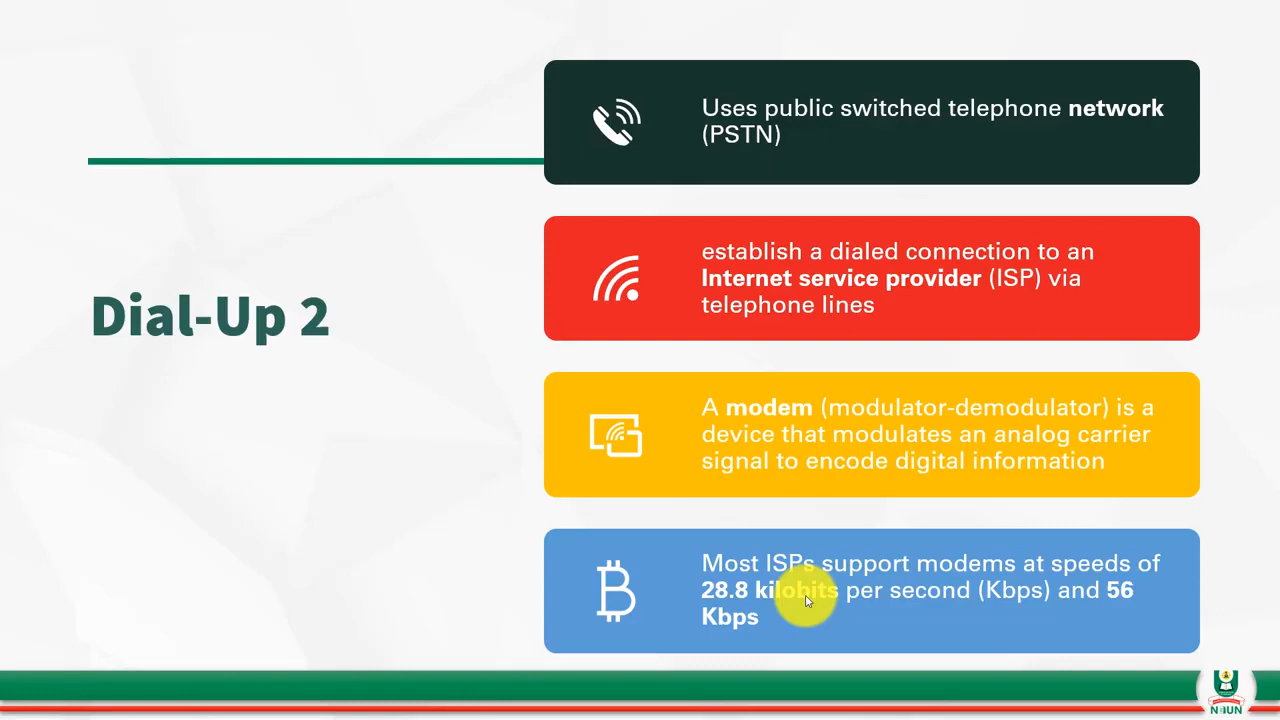 Uses public switched telephone network
(PSTN)
establish a dialed connection to an
Internet service provider (ISP) via
telephone lines
Dial-Up 2
A modem (modulator-demodulator) is a
device that modulates an analog carrier
signal to encode digital information
Most ISPs support modems at speeds of
28.8 kilobits per second (Kbps) and 56
Kbps
NOUN